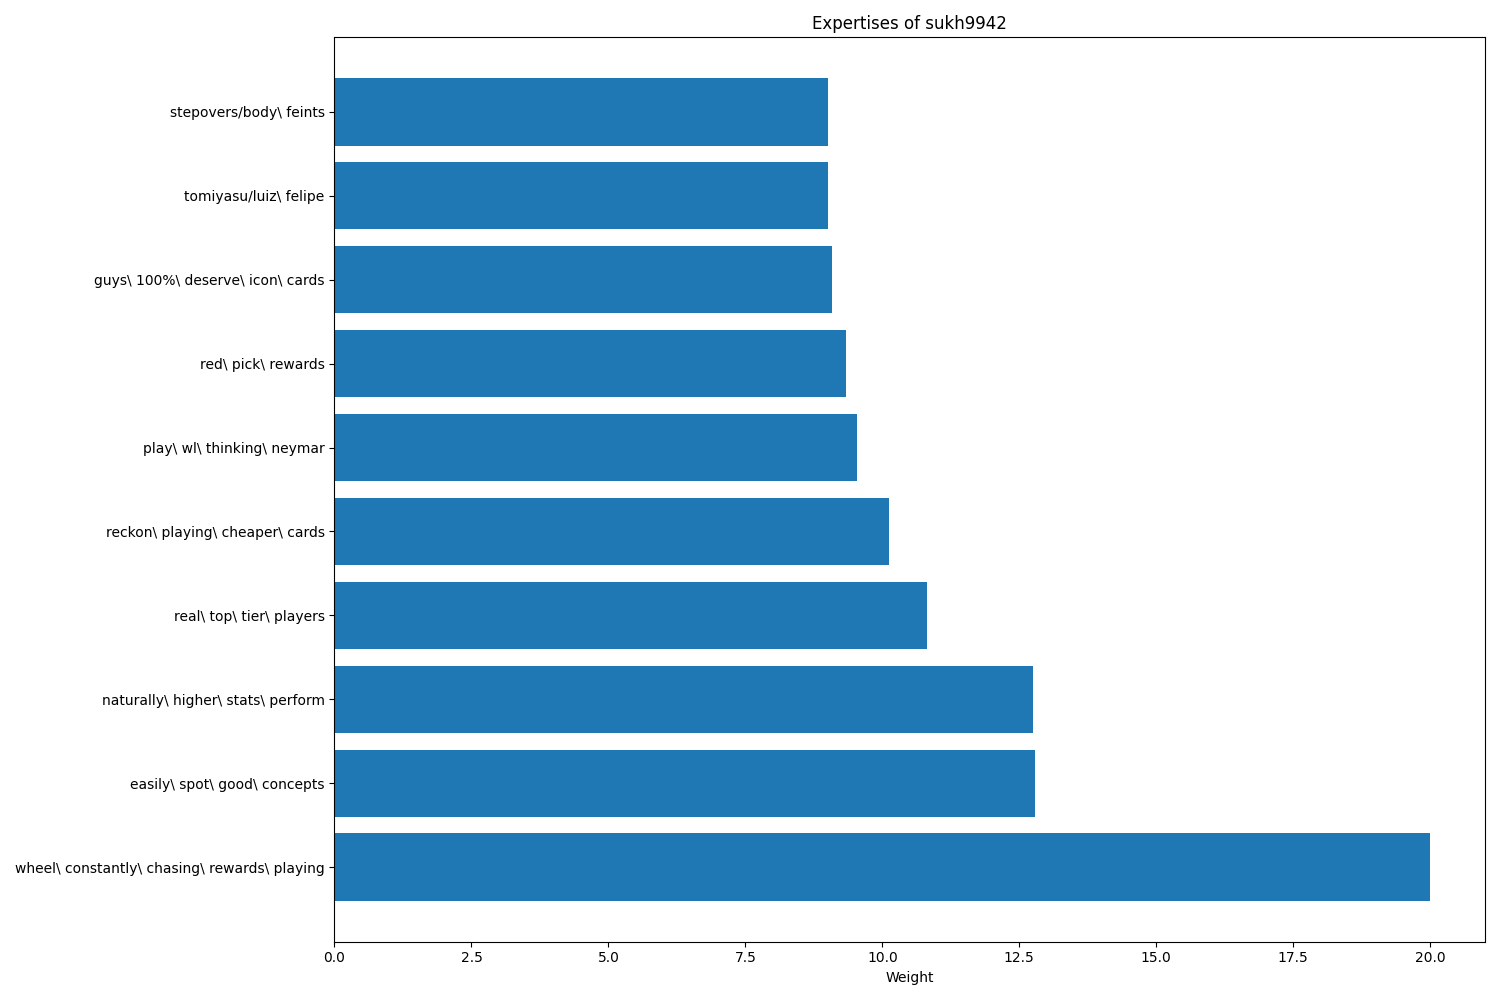 Expertises of sukh9942
stepovers/body\ feints
tomiyasu/luiz\ felipe
guys\ 100%\ deserve\ icon\ cards
red\ pick\ rewards
play\ wl\ thinking\ neymar
reckon\ playing\ cheaper\ cards
real\ top\ tier\ players
naturally\ higher\ stats\ perform
easily\ spot\ good\ concepts
wheel\ constantly\ chasing\ rewards\ playing
0.0 2.5 5.0 7.5 10.0 12.5 15.0 17.5 20.0
Weight